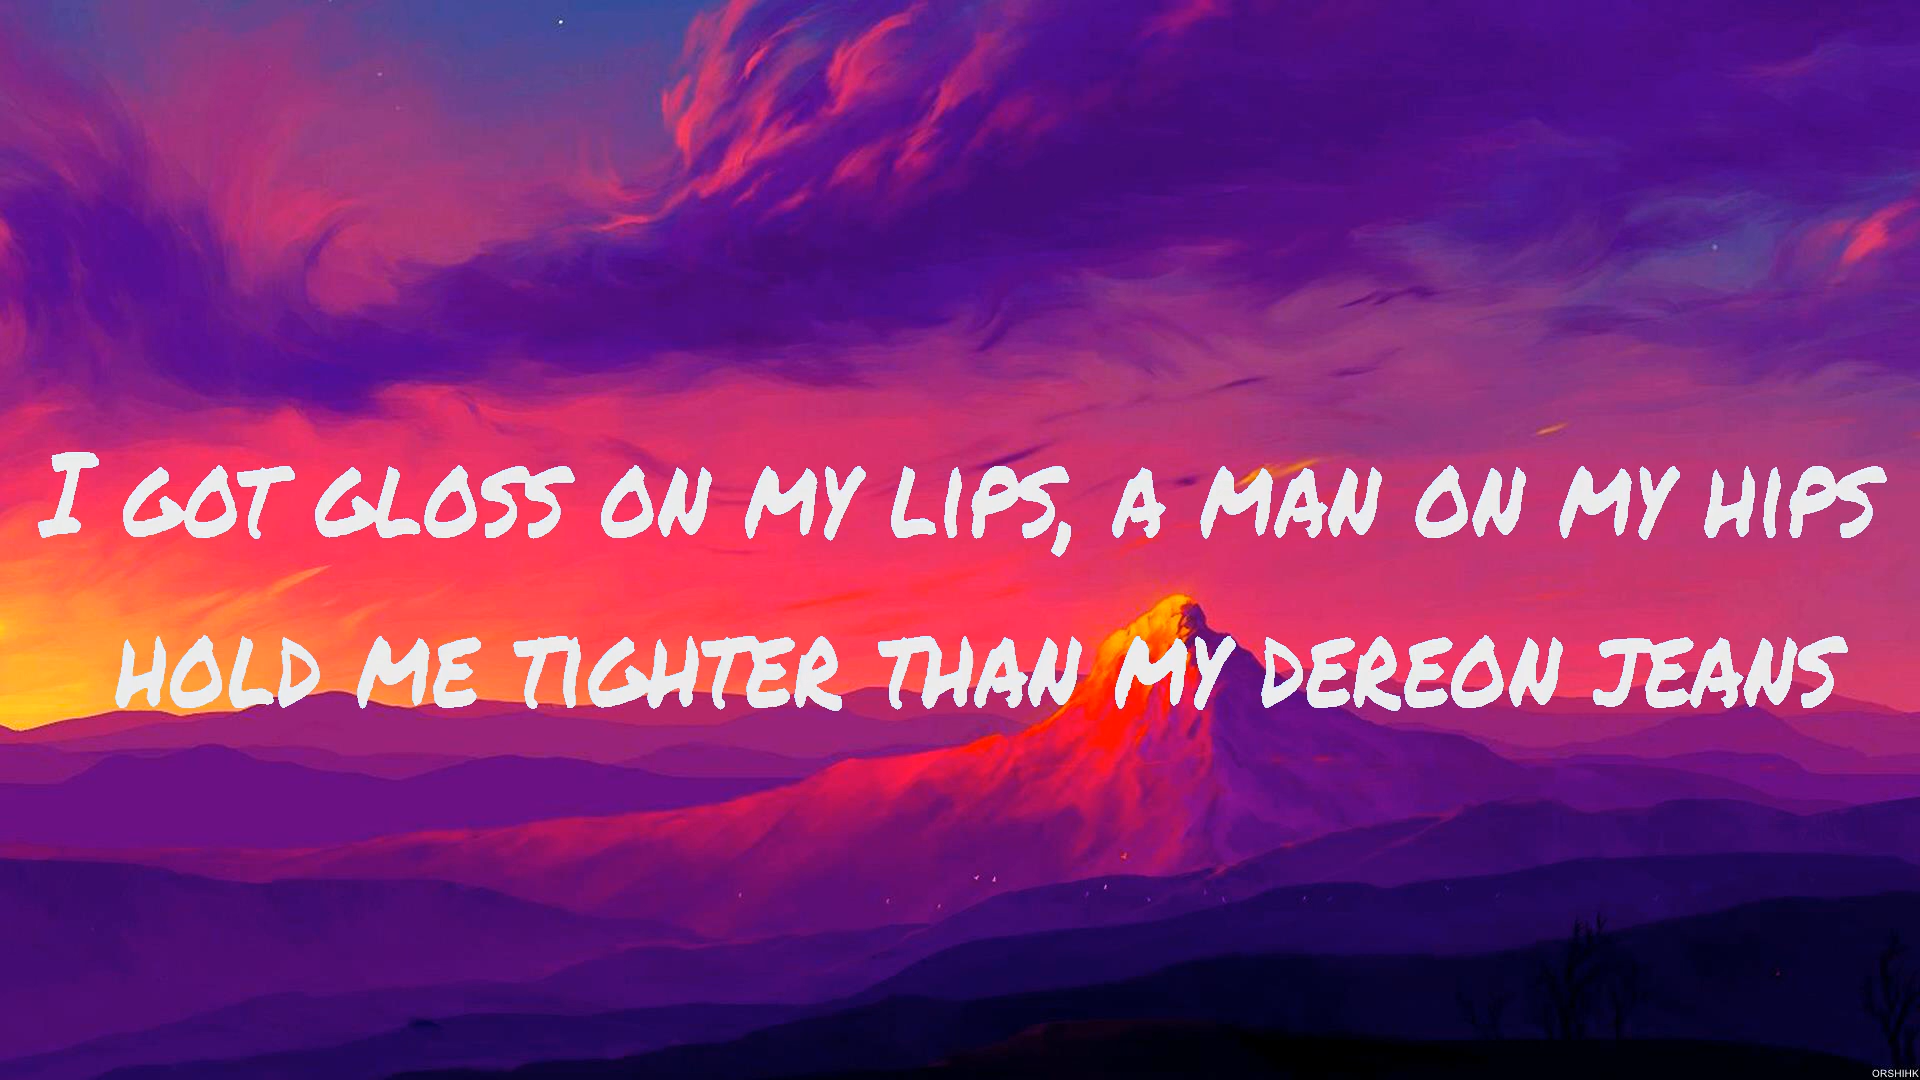 I GOT GLOSS ON MY LIPS, A MAN ON MY HIPS
HOLD ME TIGHTER THAN MY DEREON JEANS
ORSHIHK